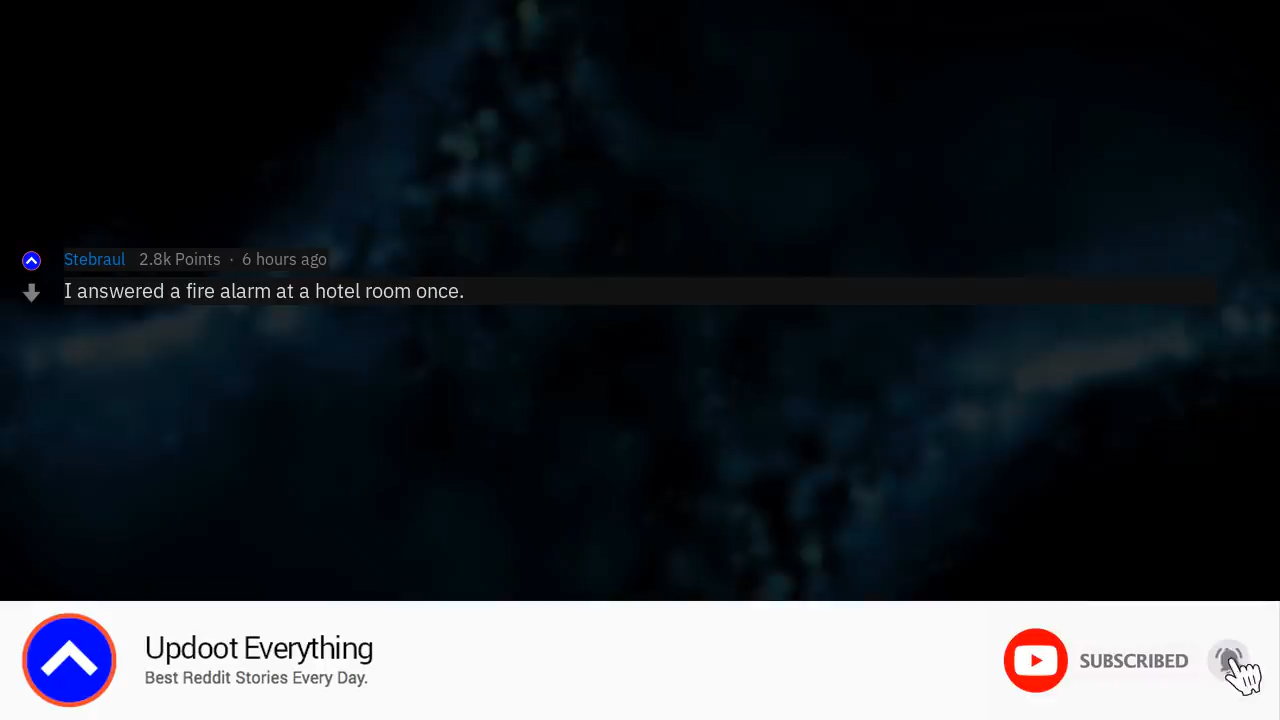 Stebraul 2.8k Points · 6 hours ago
I answered a fire alarm at a hotel room once.
Updoot Everything
Best Reddit Stories Every Day.
SUBSCRIBED